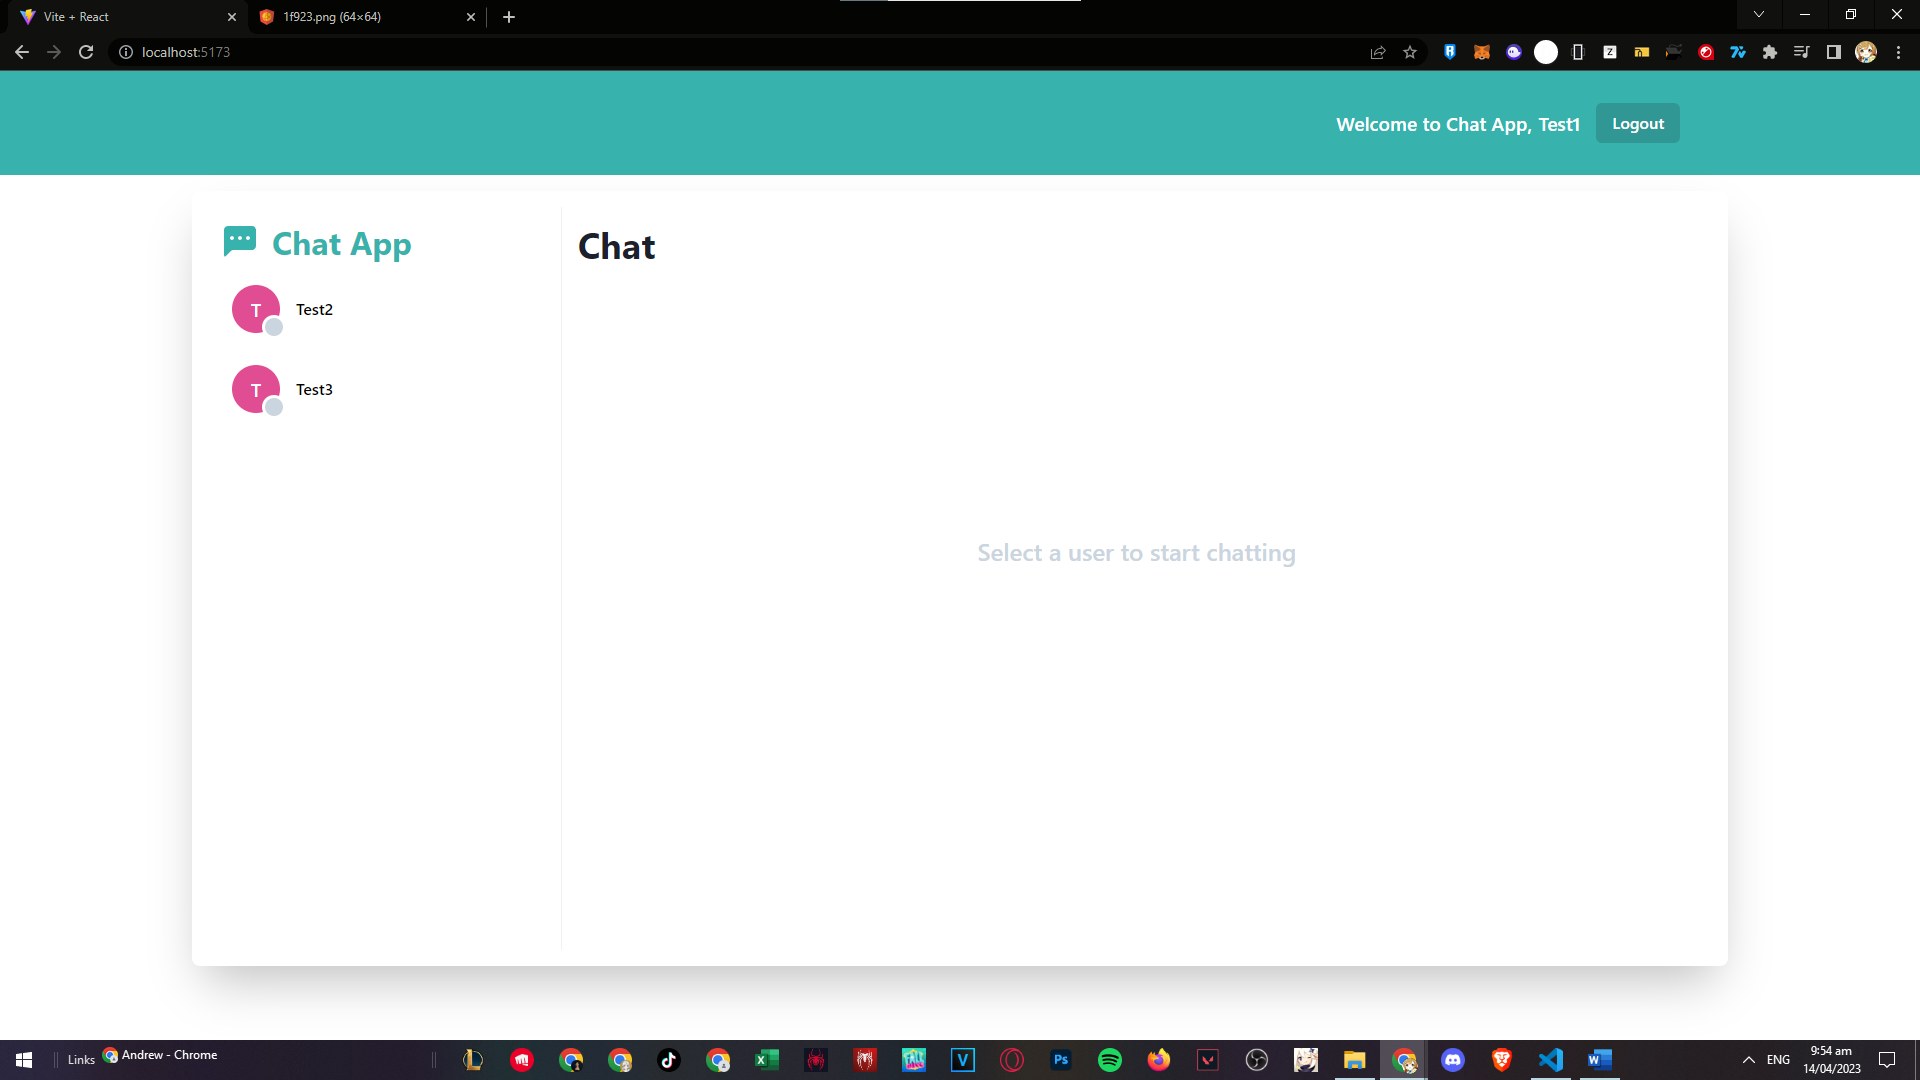 Vite + React
1f923.png (64×64)
localhost:5173
Welcome to Chat App, Test1
Logout
Chat App
Chat
T
Test2
T
Test3
Select a user to start chatting
Links
Andrew - Chrome
ENG
9:54 am
14/04/2023